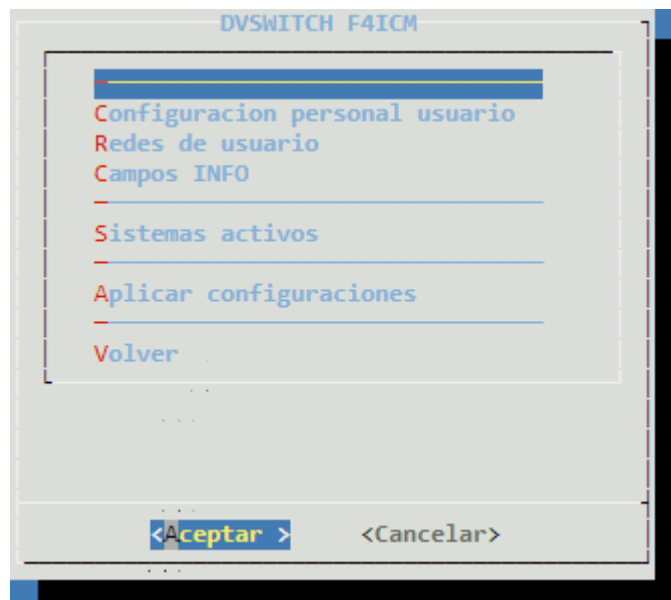 DVSWITCH F4ICM
Configuracion personal usuario
Redes de usuario
Campos INFO
Sistemas activos
Aplicar configuraciones
Volver
<Aceptar > <Cancelar>